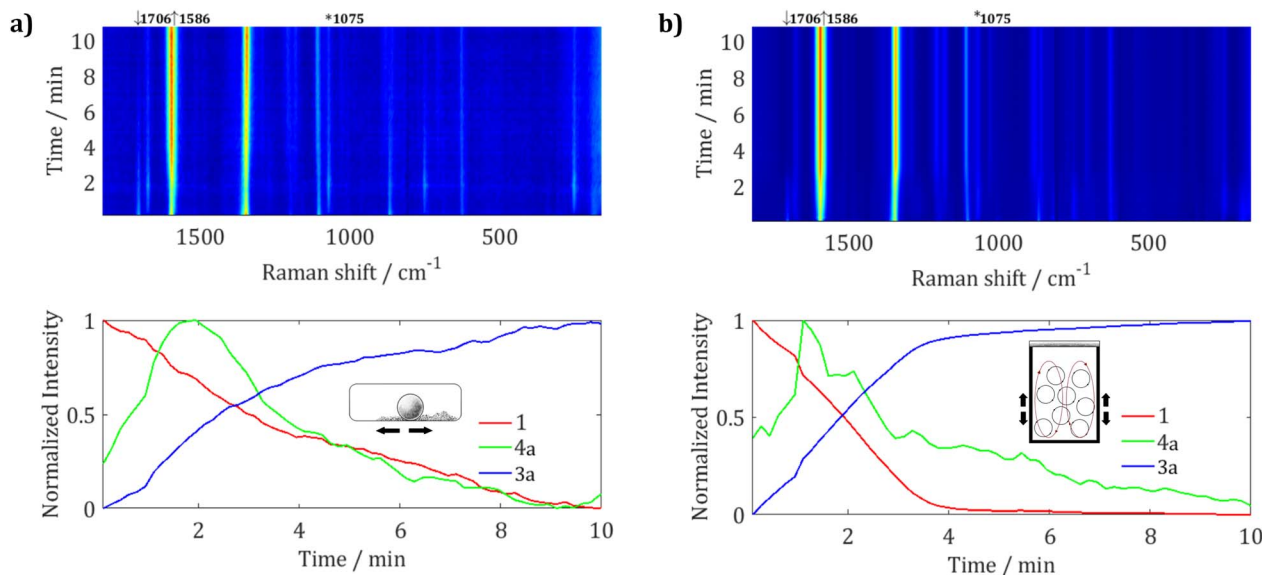 a)
↓1706↑1586 *1075
Time / min
10
8
6
4
2
1500 1000 500
Raman shift / cm⁻¹
Normalized Intensity
1
0.5
0
1
4a
3a
2 4 6 8 10
Time / min
b)
↓1706↑1586 *1075
Time / min
10
8
6
4
2
1500 1000 500
Raman shift / cm⁻¹
Normalized Intensity
1
0.5
0
1
4a
3a
2 4 6 8 10
Time / min